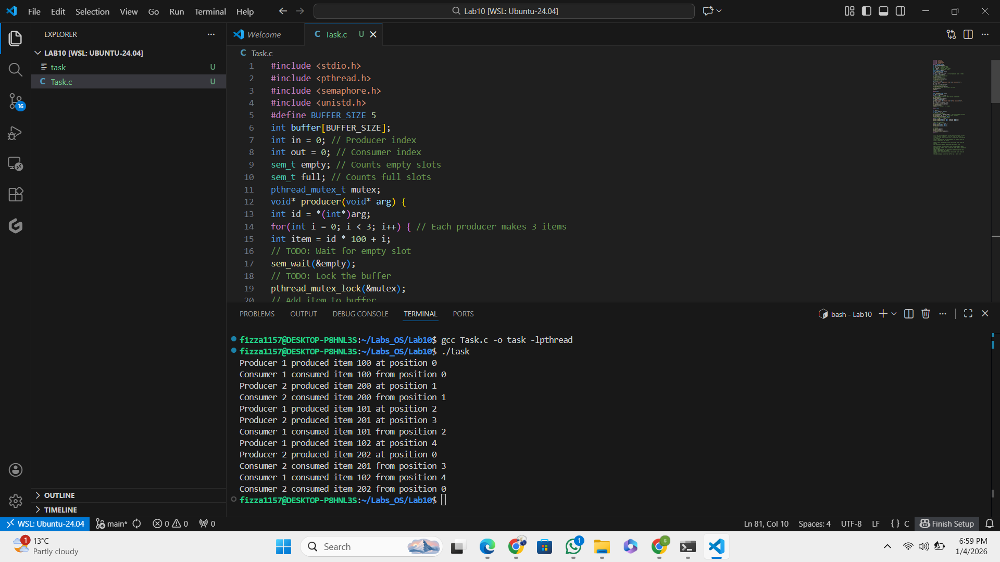 File Edit Selection View Go Run Terminal Help
Lab10 [WSL: Ubuntu-24.04]
EXPLORER
LAB10 [WSL: UBUNTU-24.04]
task U
C Task.c U
16
OUTLINE
TIMELINE
Welcome
C Task.c U
C Task.c
1 #include <stdio.h>
2 #include <pthread.h>
3 #include <semaphore.h>
4 #include <unistd.h>
5 #define BUFFER_SIZE 5
6 int buffer[BUFFER_SIZE];
7 int in = 0; // Producer index
8 int out = 0; // Consumer index
9 sem_t empty; // Counts empty slots
10 sem_t full; // Counts full slots
11 pthread_mutex_t mutex;
12 void* producer(void* arg) {
13 int id = *(int*)arg;
14 for(int i = 0; i < 3; i++) { // Each producer makes 3 items
15 int item = id * 100 + i;
16 // TODO: Wait for empty slot
17 sem_wait(&empty);
18 // TODO: Lock the buffer
19 pthread_mutex_lock(&mutex);
20 // Add item to buffer
PROBLEMS OUTPUT DEBUG CONSOLE TERMINAL PORTS
bash - Lab10
fizza1157@DESKTOP-P8HNL3S:~/Labs_OS/Lab10$ gcc Task.c -o task -lpthread
fizza1157@DESKTOP-P8HNL3S:~/Labs_OS/Lab10$ ./task
Producer 1 produced item 100 at position 0
Consumer 1 consumed item 100 from position 0
Producer 2 produced item 200 at position 1
Consumer 2 consumed item 200 from position 1
Producer 1 produced item 101 at position 2
Producer 2 produced item 201 at position 3
Consumer 1 consumed item 101 from position 2
Producer 1 produced item 102 at position 4
Producer 2 produced item 202 at position 0
Consumer 2 consumed item 201 from position 3
Consumer 1 consumed item 102 from position 4
Consumer 2 consumed item 202 from position 0
fizza1157@DESKTOP-P8HNL3S:~/Labs_OS/Lab10$
WSL: Ubuntu-24.04 main* 0 0 0
Ln 81, Col 10 Spaces: 4 UTF-8 LF {} C Finish Setup
1
13°C
Partly cloudy
Search
1
S
6:59 PM
1/4/2026